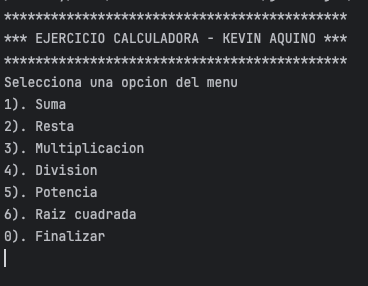 ********************************************
*** EJERCICIO CALCULADORA - KEVIN AQUINO ***
********************************************
Selecciona una opcion del menu
1). Suma
2). Resta
3). Multiplicacion
4). Division
5). Potencia
6). Raiz cuadrada
0). Finalizar